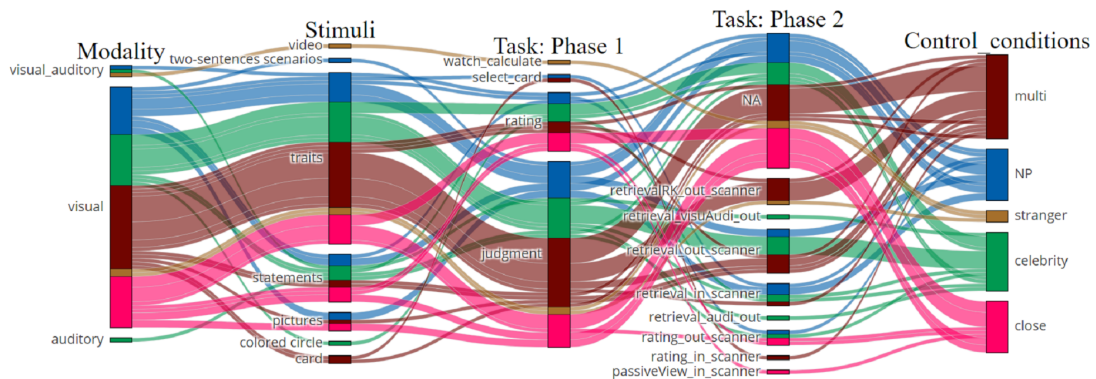 Modality
Stimuli
Task: Phase 1
Task: Phase 2
Control_conditions
visual_auditory
visual
auditory
video
two-sentences scenarios
traits
statements
pictures
colored circle
card
watch_calculate
select_card
rating
judgment
NA
retrievalRK_out_scanner
retrieval_visuAudi_out
retrieval_out_scanner
retrieval_in_scanner
retrieval_audi_out
rating_out_scanner
rating_in_scanner
passiveView_in_scanner
multi
NP
stranger
celebrity
close